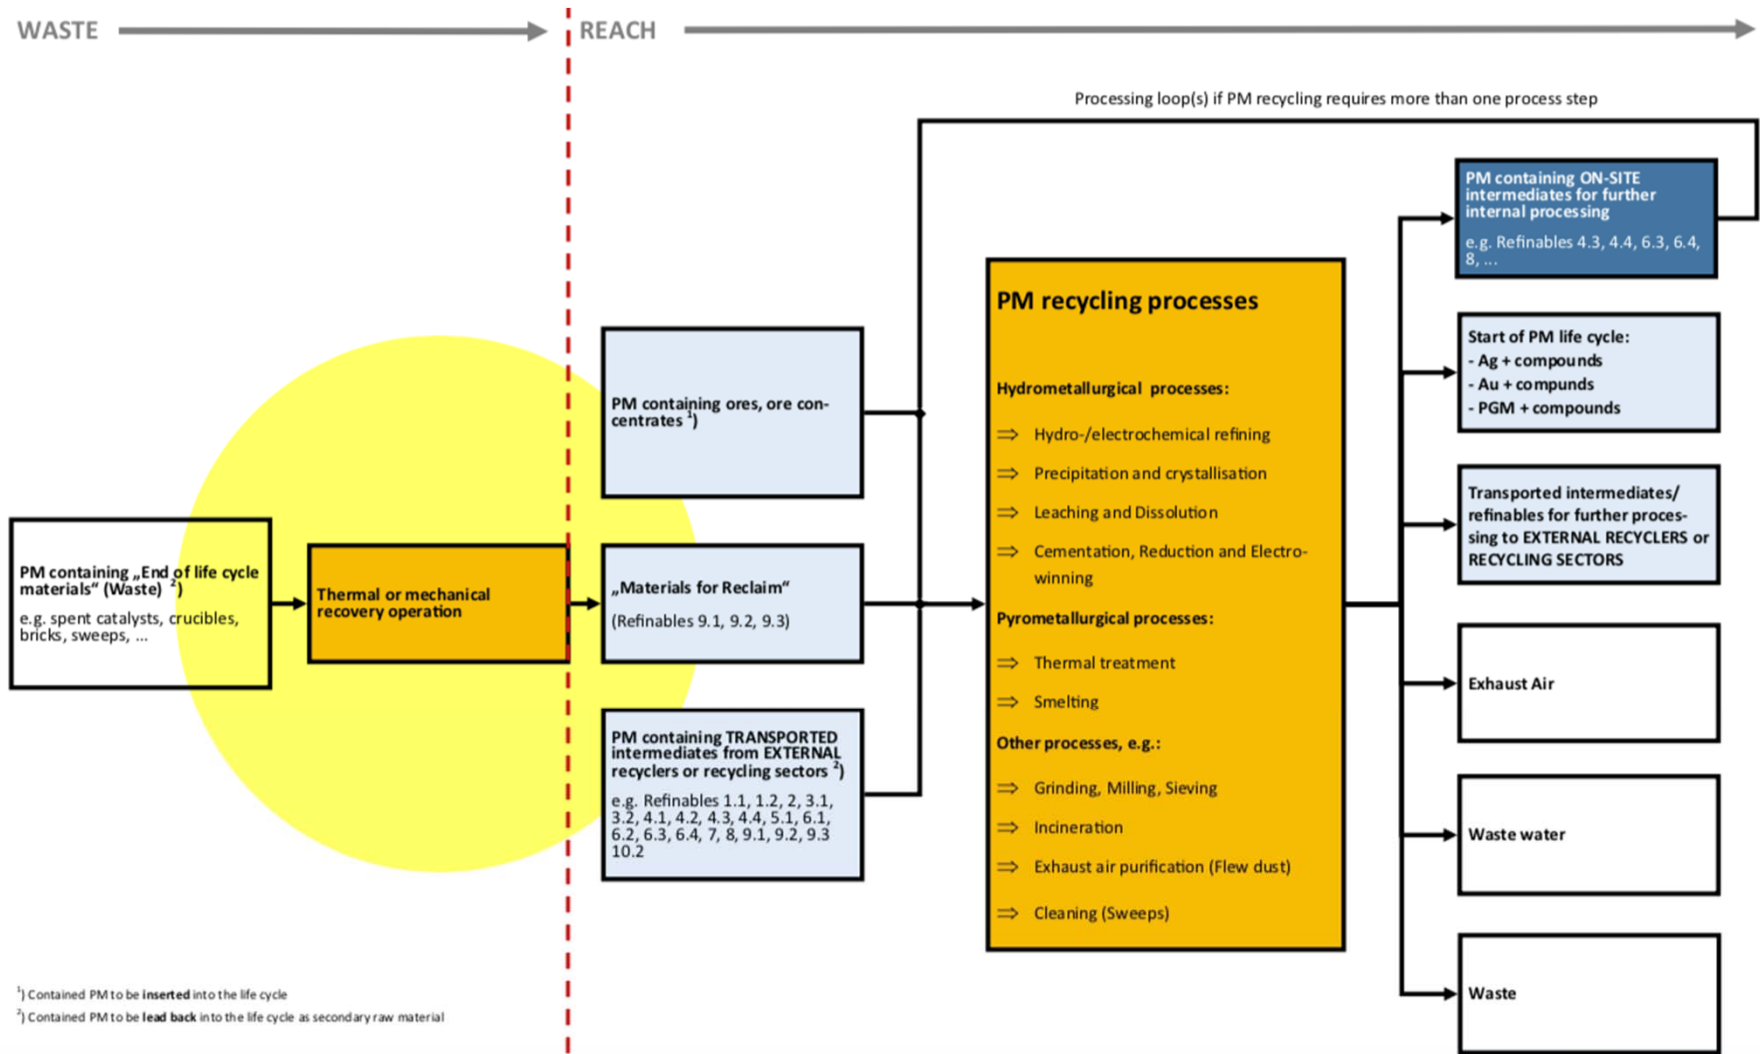 WASTE
REACH
Processing loop(s) if PM recycling requires more than one process step
PM containing „End of life cycle
materials“ (Waste) ²)
e.g. spent catalysts, crucibles,
bricks, sweeps, ...
Thermal or mechanical
recovery operation
PM containing ores, ore con-
centrates ¹)
„Materials for Reclaim“
(Refinables 9.1, 9.2, 9.3)
PM containing TRANSPORTED
intermediates from EXTERNAL
recyclers or recycling sectors ²)
e.g. Refinables 1.1, 1.2, 2, 3.1,
3.2, 4.1, 4.2, 4.3, 4.4, 5.1, 6.1,
6.2, 6.3, 6.4, 7, 8, 9.1, 9.2, 9.3
10.2
PM recycling processes
Hydrometallurgical processes:
⇒ Hydro-/electrochemical refining
⇒ Precipitation and crystallisation
⇒ Leaching and Dissolution
⇒ Cementation, Reduction and Electro-
winning
Pyrometallurgical processes:
⇒ Thermal treatment
⇒ Smelting
Other processes, e.g.:
⇒ Grinding, Milling, Sieving
⇒ Incineration
⇒ Exhaust air purification (Flew dust)
⇒ Cleaning (Sweeps)
PM containing ON-SITE
intermediates for further
internal processing
e.g. Refinables 4.3, 4.4, 6.3, 6.4,
8, ...
Start of PM life cycle:
- Ag + compounds
- Au + compunds
- PGM + compounds
Transported intermediates/
refinables for further proces-
sing to EXTERNAL RECYCLERS or
RECYCLING SECTORS
Exhaust Air
Waste water
Waste
¹) Contained PM to be inserted into the life cycle
²) Contained PM to be lead back into the life cycle as secondary raw material